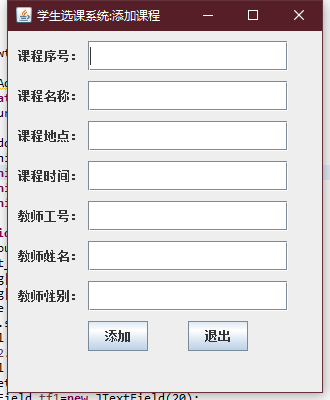 学生选课系统:添加课程
课程序号：
课程名称：
课程地点：
课程时间：
教师工号：
教师姓名：
教师性别：
添加 退出
Field tf1=new JTextField(20);